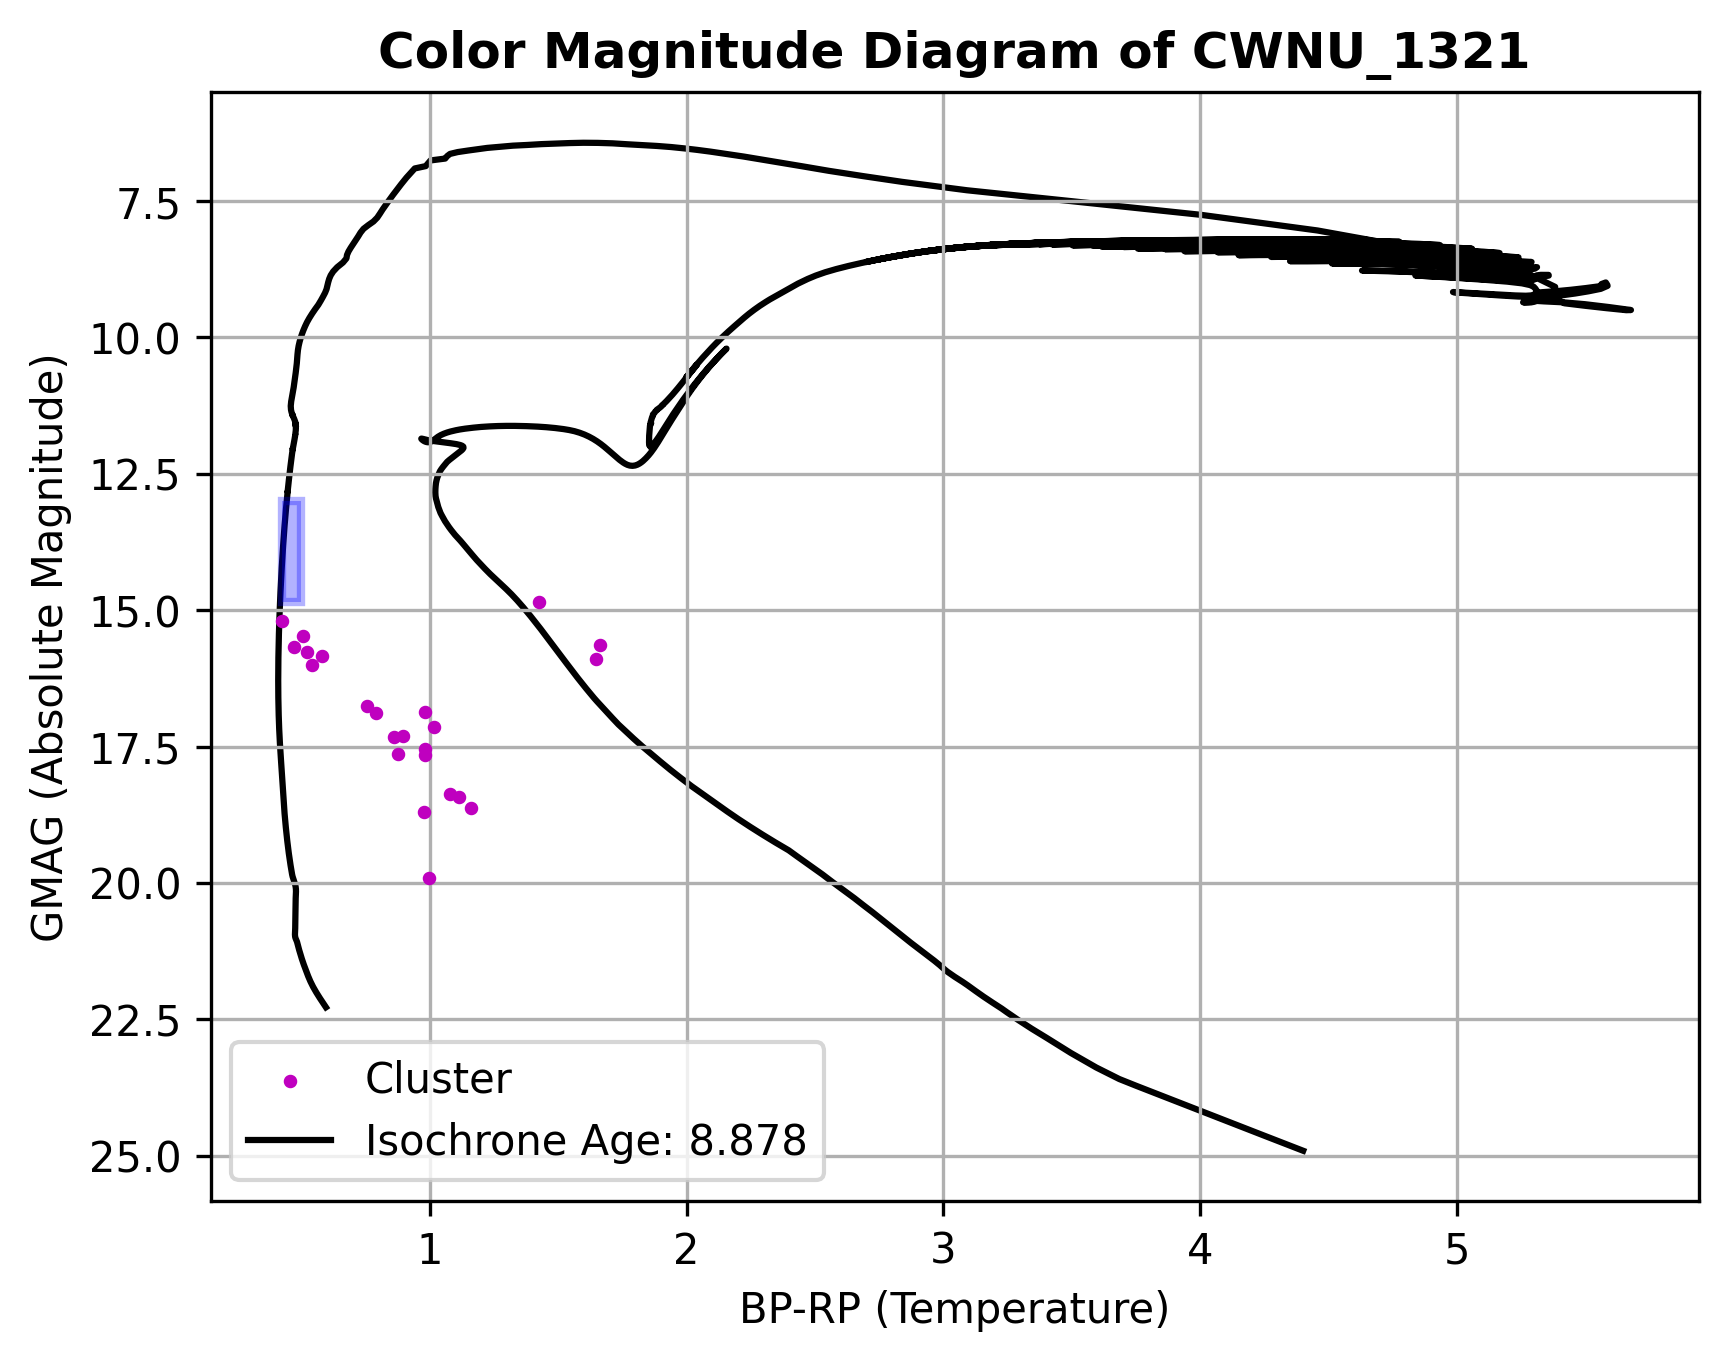 Color Magnitude Diagram of CWNU_1321
GMAG (Absolute Magnitude)
7.5
10.0
12.5
15.0
17.5
20.0
22.5
25.0
Cluster
Isochrone Age: 8.878
1 2 3 4 5
BP-RP (Temperature)